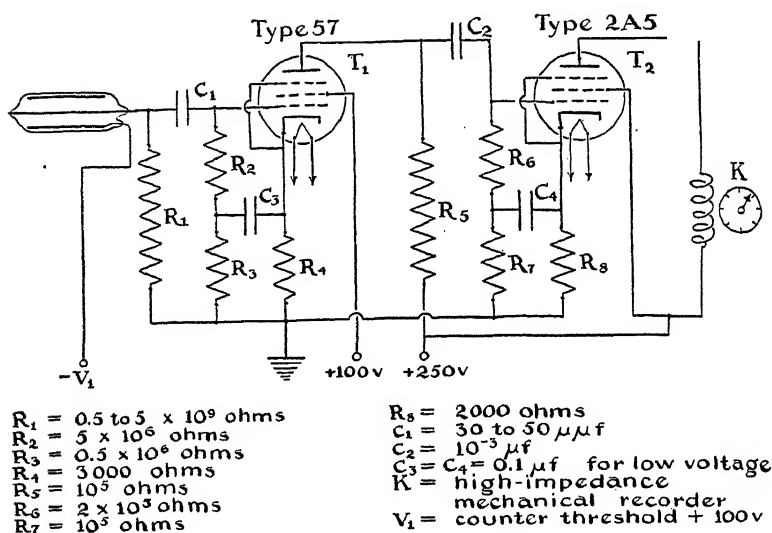 Type 57
C₂
Type 2A5
T₁
T₂
C₁
K
R₂
R₆
C₃
C₄
R₁
R₅
R₃
R₄
R₇
R₈
-V₁
+100v
+250v
R₁ = 0.5 to 5 × 10⁹ ohms
R₂ = 5 × 10⁶ ohms
R₃ = 0.5 × 10⁶ ohms
R₄ = 3000 ohms
R₅ = 10⁵ ohms
R₆ = 2 × 10⁵ ohms
R₇ = 10⁵ ohms
R₈ = 2000 ohms
C₁ = 30 to 50 μμf
C₂ = 10⁻³ μf
C₃ = C₄ = 0.1 μf for low voltage
K = high-impedance
mechanical recorder
V₁ = counter threshold + 100v